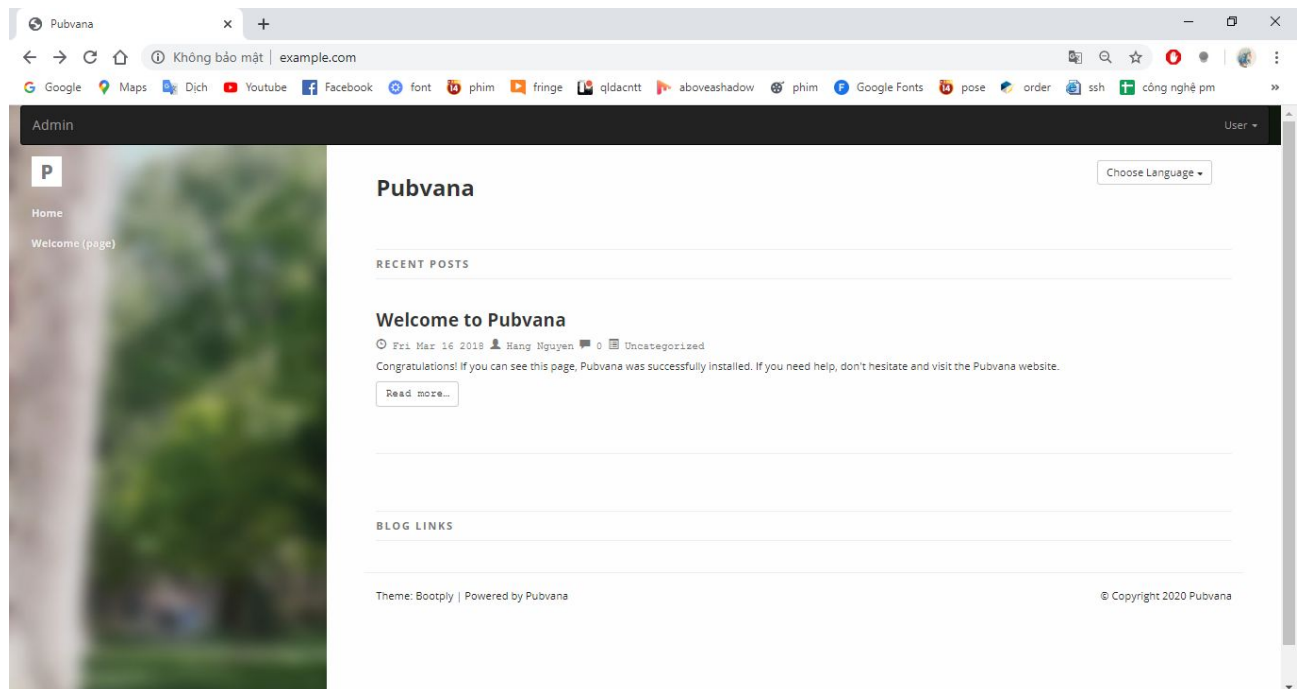 Pubvana
Không bảo mật | example.com
Google Maps Dịch Youtube Facebook font phim fringe qldacntt aboveashadow phim Google Fonts pose order ssh công nghệ pm »
Admin User
P
Home
Welcome (page)
Pubvana
Choose Language
RECENT POSTS
Welcome to Pubvana
Fri Mar 16 2018 Hang Nguyen 0 Uncategorized
Congratulations! If you can see this page, Pubvana was successfully installed. If you need help, don't hesitate and visit the Pubvana website.
Read more…
BLOG LINKS
Theme: Bootply | Powered by Pubvana © Copyright 2020 Pubvana